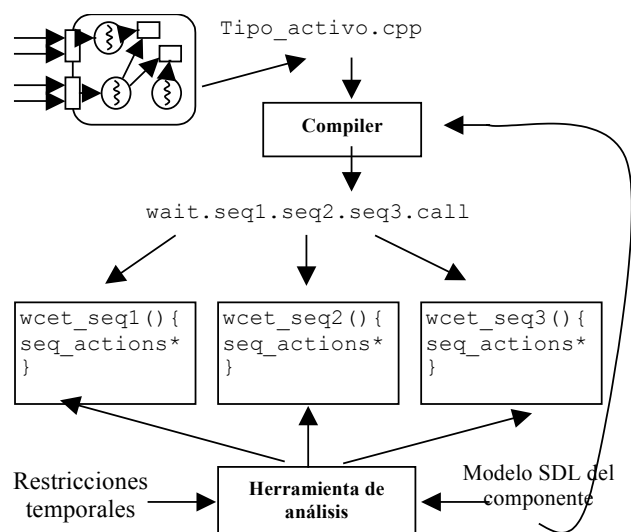 Tipo_activo.cpp
Compiler
wait.seq1.seq2.seq3.call
wcet_seq1(){
seq_actions*
}
wcet_seq2(){
seq_actions*
}
wcet_seq3(){
seq_actions*
}
Restricciones
temporales
Herramienta de
análisis
Modelo SDL del
componente